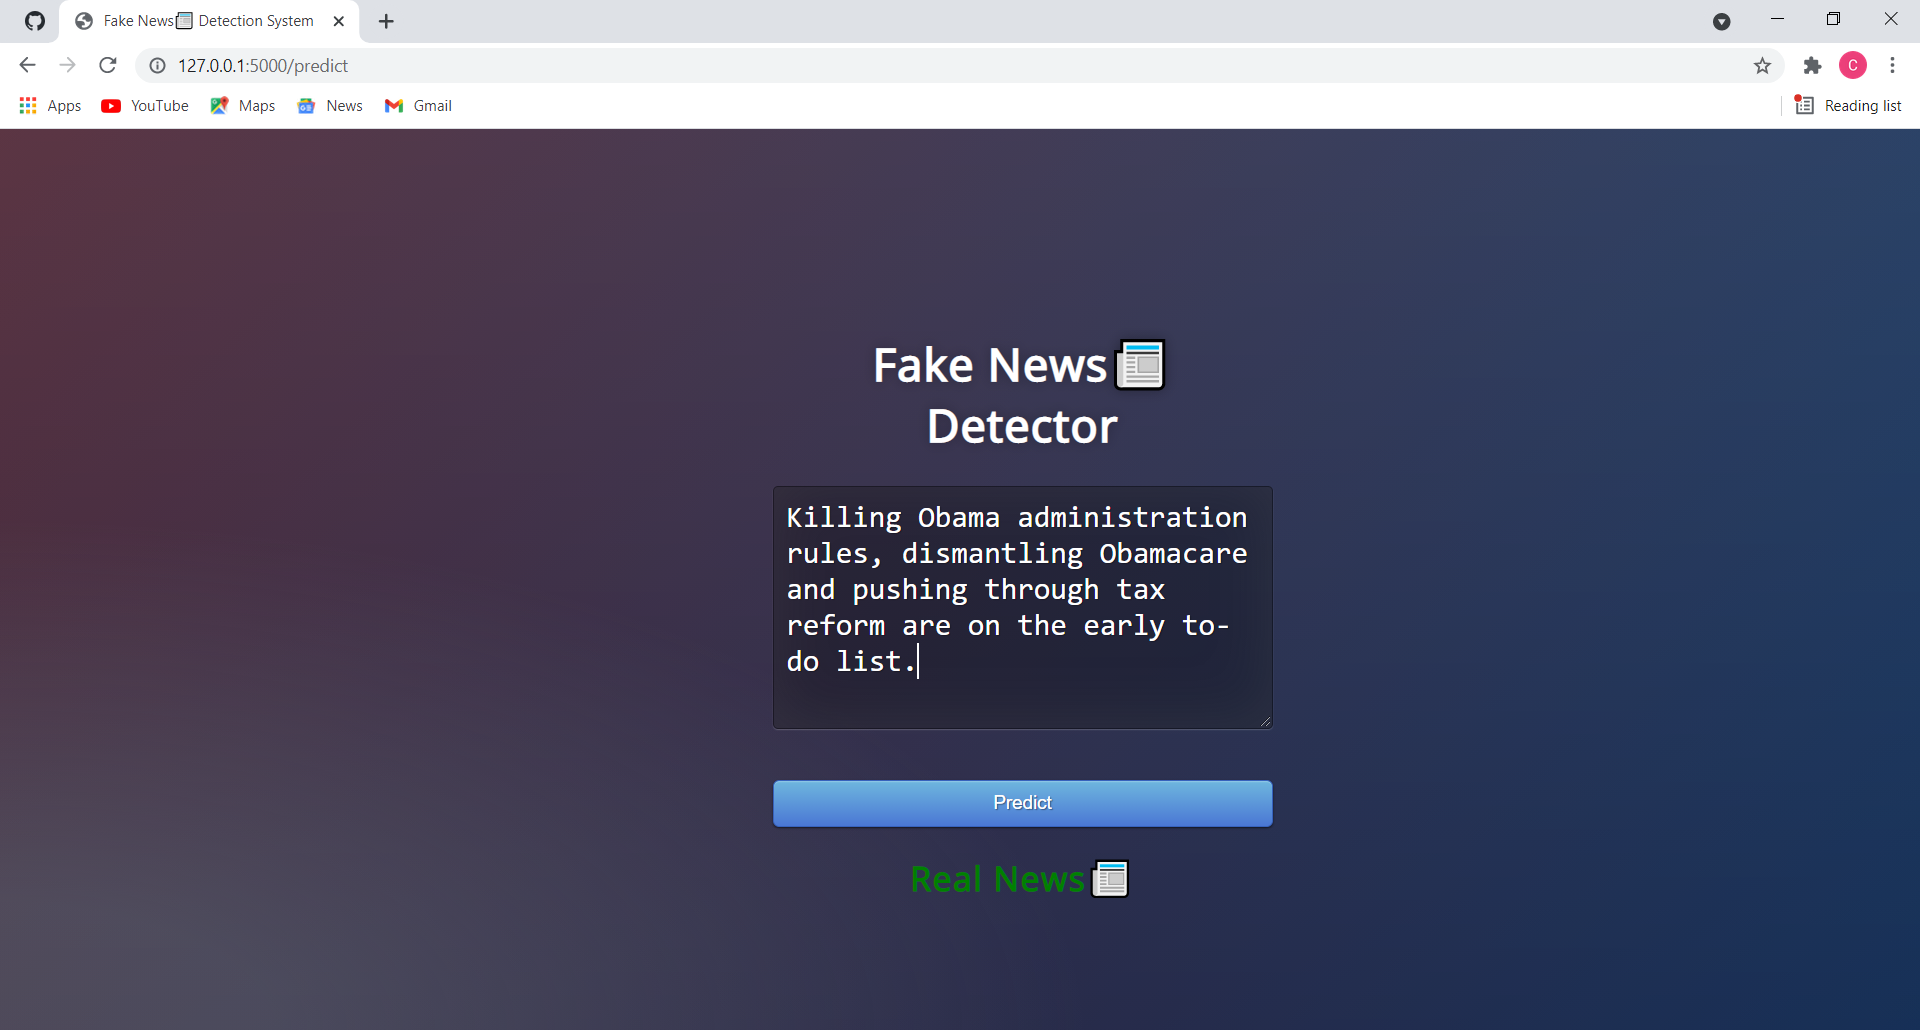 Fake News📰 Detection System
127.0.0.1:5000/predict
C
Apps
YouTube
Maps
News
Gmail
Reading list
Fake News📰
Detector
Killing Obama administration
rules, dismantling Obamacare
and pushing through tax
reform are on the early to-
do list.
Predict
Real News📰